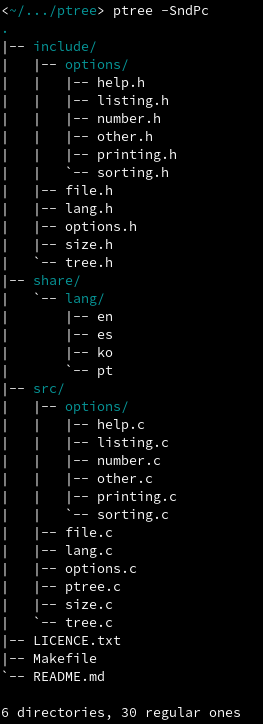 <~/.../ptree> ptree -SndPc
.
|-- include/
|   |-- options/
|   |   |-- help.h
|   |   |-- listing.h
|   |   |-- number.h
|   |   |-- other.h
|   |   |-- printing.h
|   |   `-- sorting.h
|   |-- file.h
|   |-- lang.h
|   |-- options.h
|   |-- size.h
|   `-- tree.h
|-- share/
|   `-- lang/
|       |-- en
|       |-- es
|       |-- ko
|       `-- pt
|-- src/
|   |-- options/
|   |   |-- help.c
|   |   |-- listing.c
|   |   |-- number.c
|   |   |-- other.c
|   |   |-- printing.c
|   |   `-- sorting.c
|   |-- file.c
|   |-- lang.c
|   |-- options.c
|   |-- ptree.c
|   |-- size.c
|   `-- tree.c
|-- LICENCE.txt
|-- Makefile
`-- README.md
6 directories, 30 regular ones